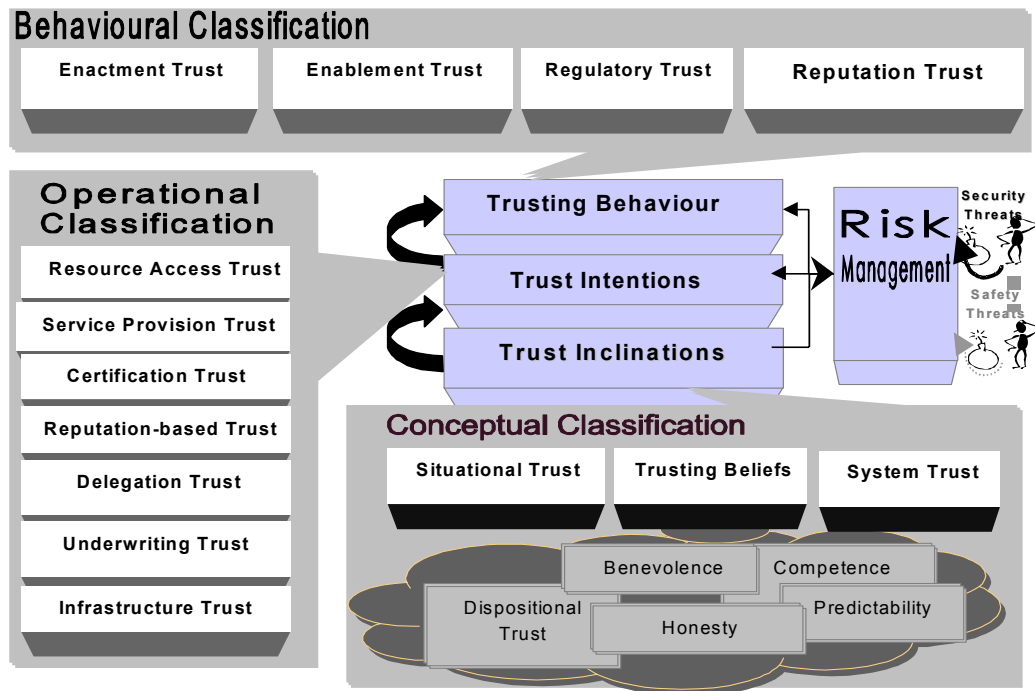 Behavioural Classification
Enactment Trust
Enablement Trust
Regulatory Trust
Reputation Trust
Operational
Classification
Resource Access Trust
Service Provision Trust
Certification Trust
Reputation-based Trust
Delegation Trust
Underwriting Trust
Infrastructure Trust
Trusting Behaviour
Trust Intentions
Trust Inclinations
Risk
Management
Security
Threats
Safety
Threats
Conceptual Classification
Situational Trust
Trusting Beliefs
System Trust
Benevolence
Competence
Dispositional
Trust
Honesty
Predictability